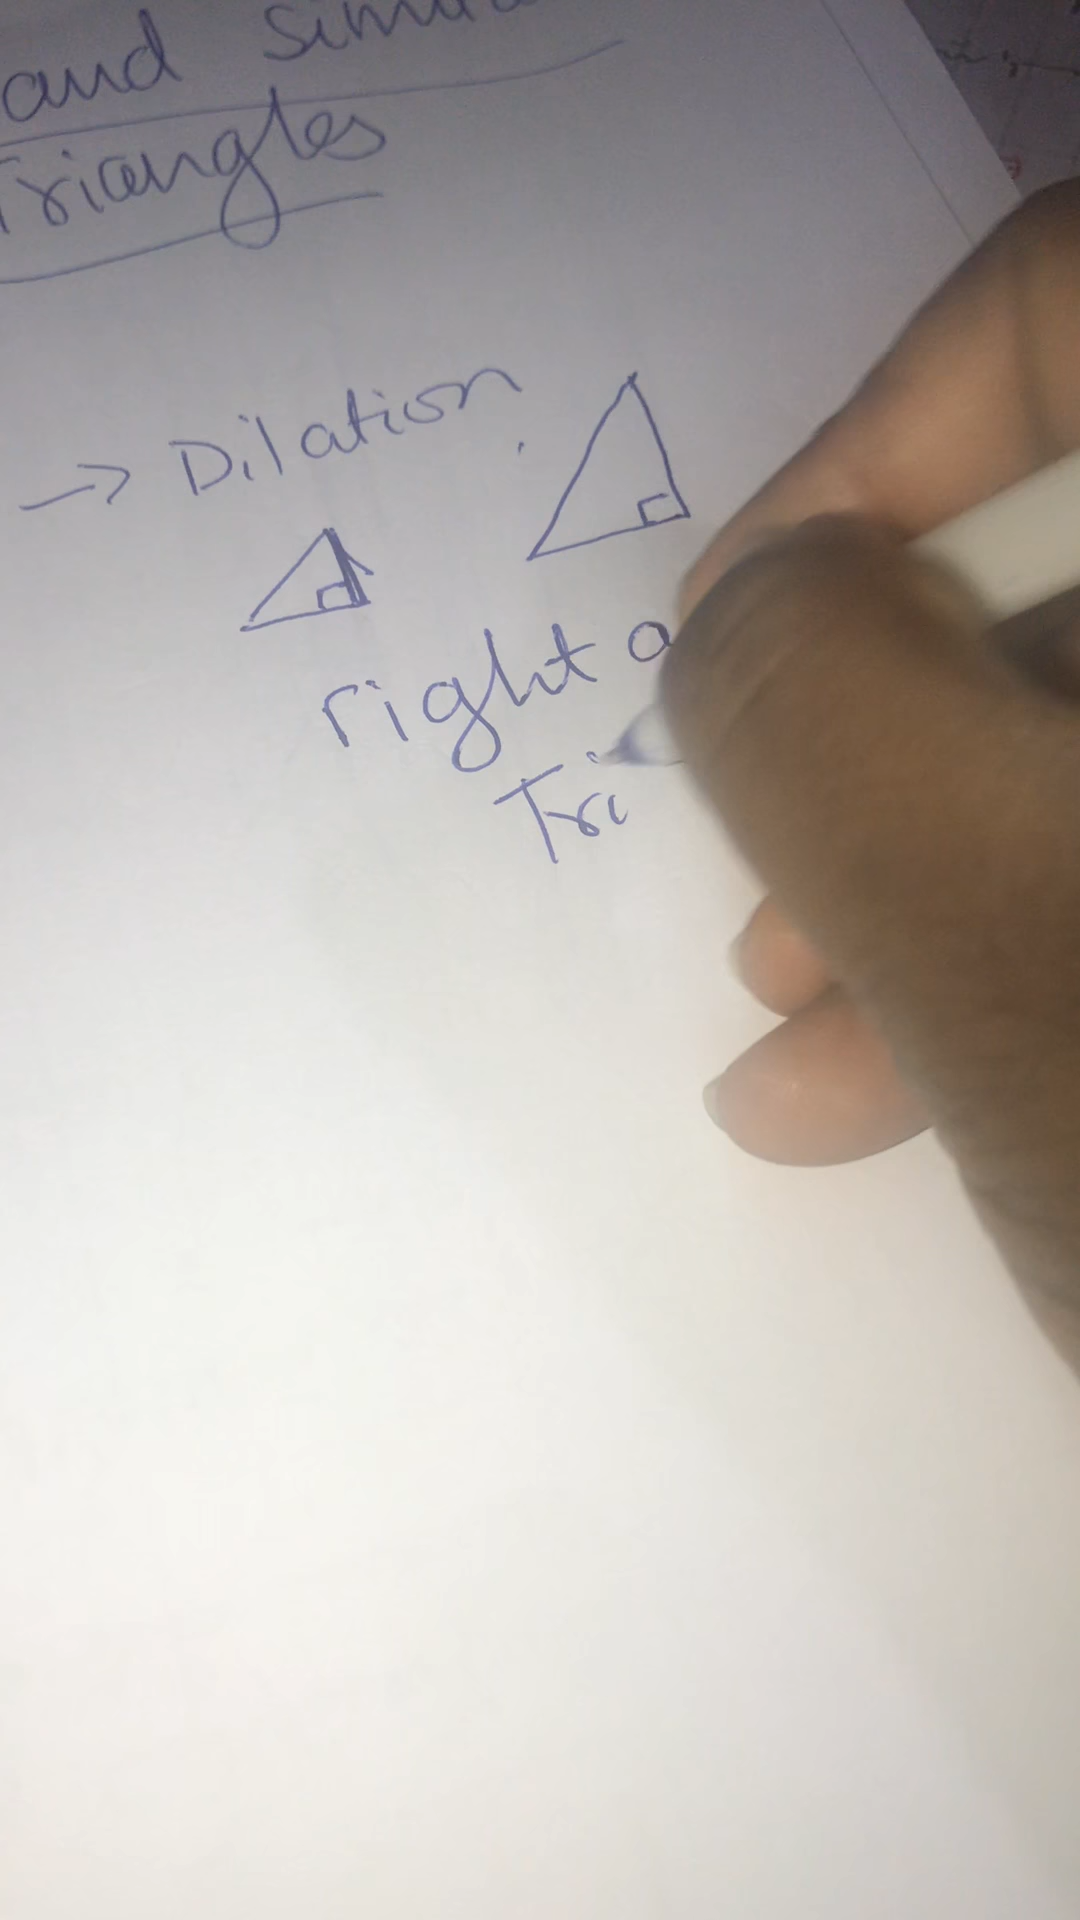 and
Triangles
→ Dilation
right a
Tri